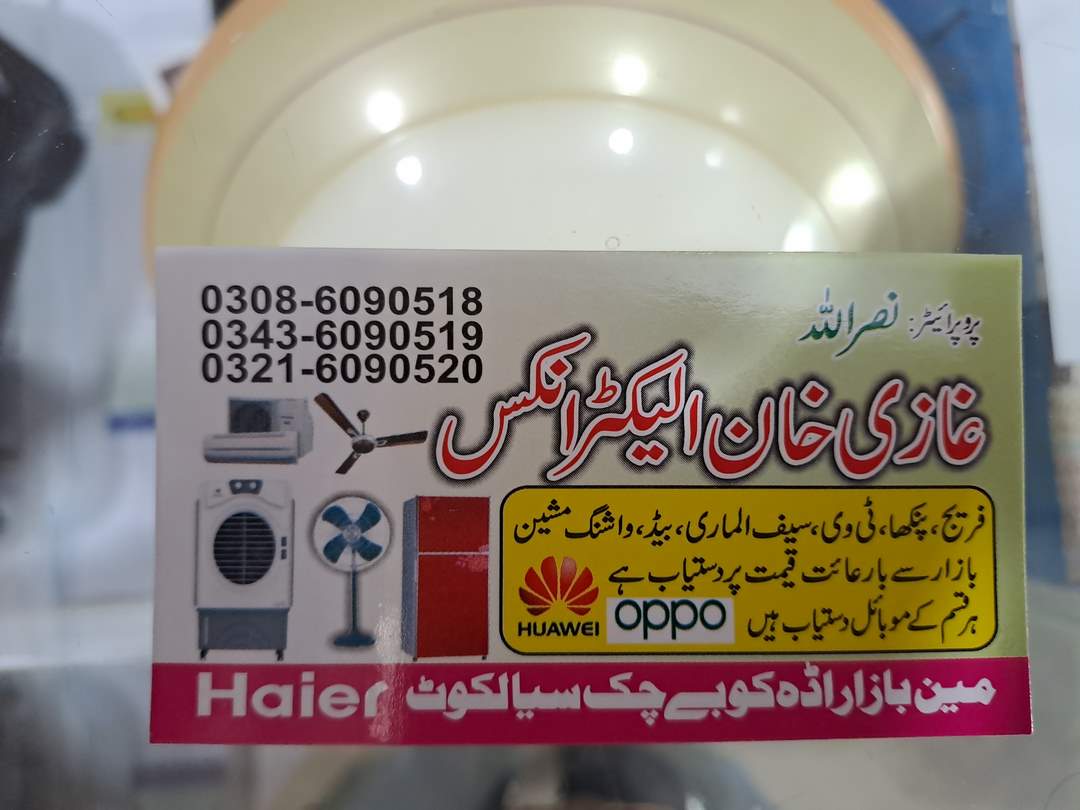 0308-6090518
0343-6090519
0321-6090520
پروپرائیٹر: نصراللہ
غازی خان الیکٹرانکس
فریج، پنکھا، ٹی وی، سیف الماری، بیڈ، واشنگ مشین
بازار سے بارعائت قیمت پر دستیاب ہے
ہر قسم کے موبائل دستیاب ہیں
oppo
HUAWEI
مین بازار اڈہ کوبے چک سیالکوٹ
Haier